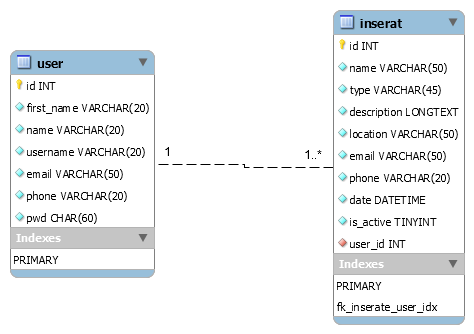 user
id INT
first_name VARCHAR(20)
name VARCHAR(20)
username VARCHAR(20)
email VARCHAR(50)
phone VARCHAR(20)
pwd CHAR(60)
Indexes
PRIMARY
1
1..*
inserat
id INT
name VARCHAR(50)
type VARCHAR(45)
description LONGTEXT
location VARCHAR(50)
email VARCHAR(50)
phone VARCHAR(20)
date DATETIME
is_active TINYINT
user_id INT
Indexes
PRIMARY
fk_inserate_user_idx